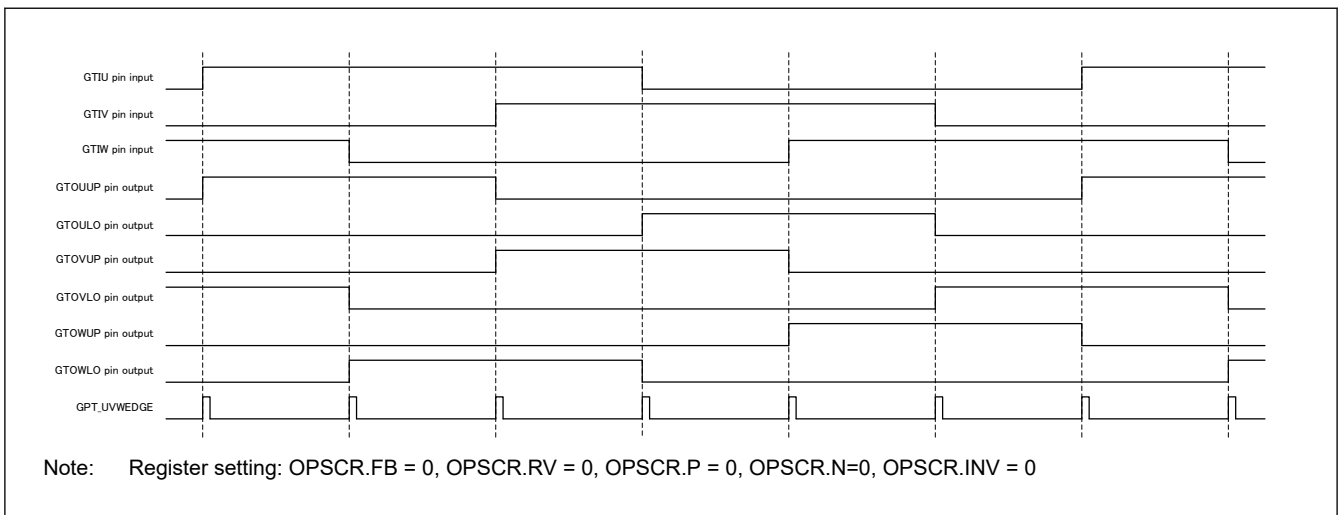 GTIU pin input
GTIV pin input
GTIW pin input
GTOUUP pin output
GTOULO pin output
GTOVUP pin output
GTOVLO pin output
GTOWUP pin output
GTOWLO pin output
GPT_UVWEDGE
Note: Register setting: OPSCR.FB = 0, OPSCR.RV = 0, OPSCR.P = 0, OPSCR.N=0, OPSCR.INV = 0